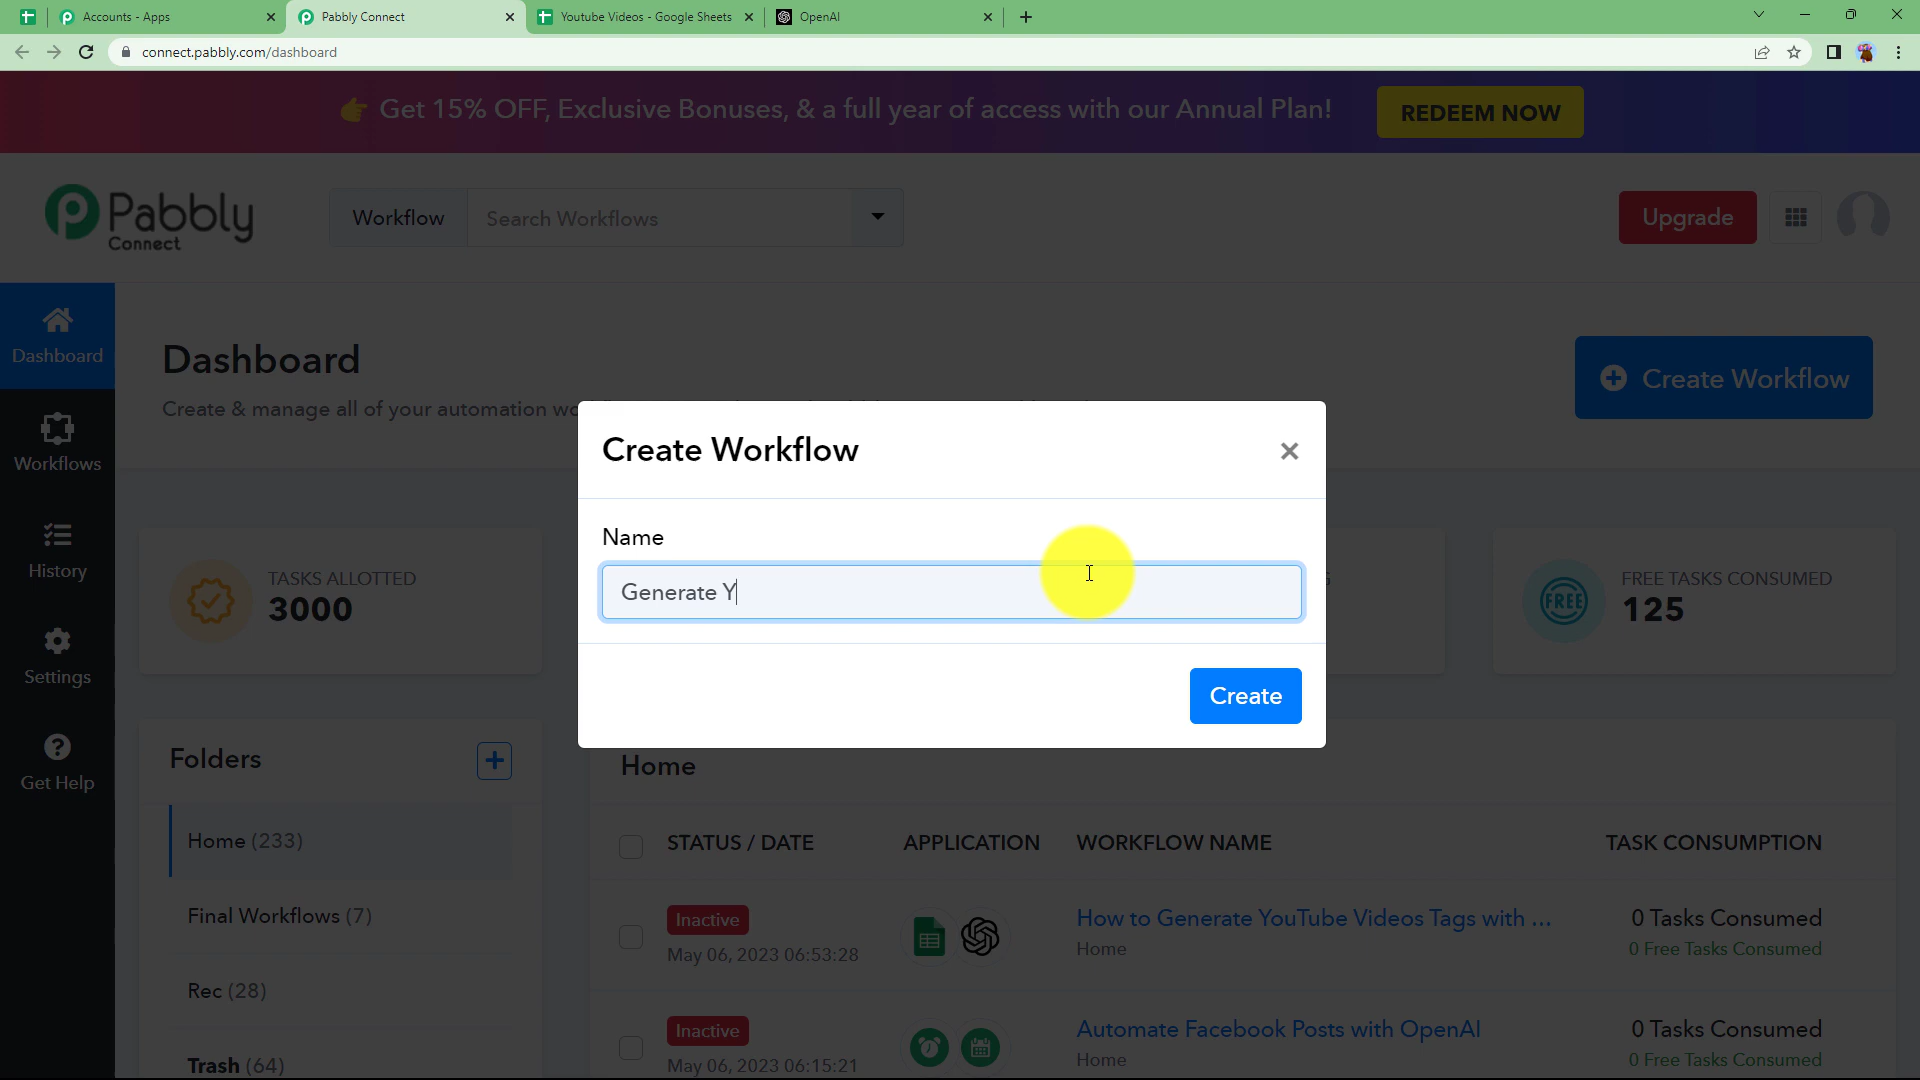 Accounts - Apps
Pabbly Connect
Youtube Videos - Google Sheets
OpenAI
connect.pabbly.com/dashboard
Get 15% OFF, Exclusive Bonuses, & a full year of access with our Annual Plan!
REDEEM NOW
Pabbly
Connect
Workflow
Search Workflows
Upgrade
Dashboard
Workflows
History
Settings
Get Help
Dashboard
Create & manage all of your automation
Create Workflow
Create Workflow
Name
Generate Y
Create
TASKS ALLOTTED
3000
FREE TASKS CONSUMED
FREE
125
Folders
Home (233)
Final Workflows (7)
Rec (28)
Trash (64)
Home
STATUS / DATE APPLICATION WORKFLOW NAME TASK CONSUMPTION
Inactive
May 06, 2023 06:53:28
How to Generate YouTube Videos Tags with ...
Home
0 Tasks Consumed
0 Free Tasks Consumed
Inactive
May 06, 2023 06:15:21
Automate Facebook Posts with OpenAI
Home
0 Tasks Consumed
0 Free Tasks Consumed